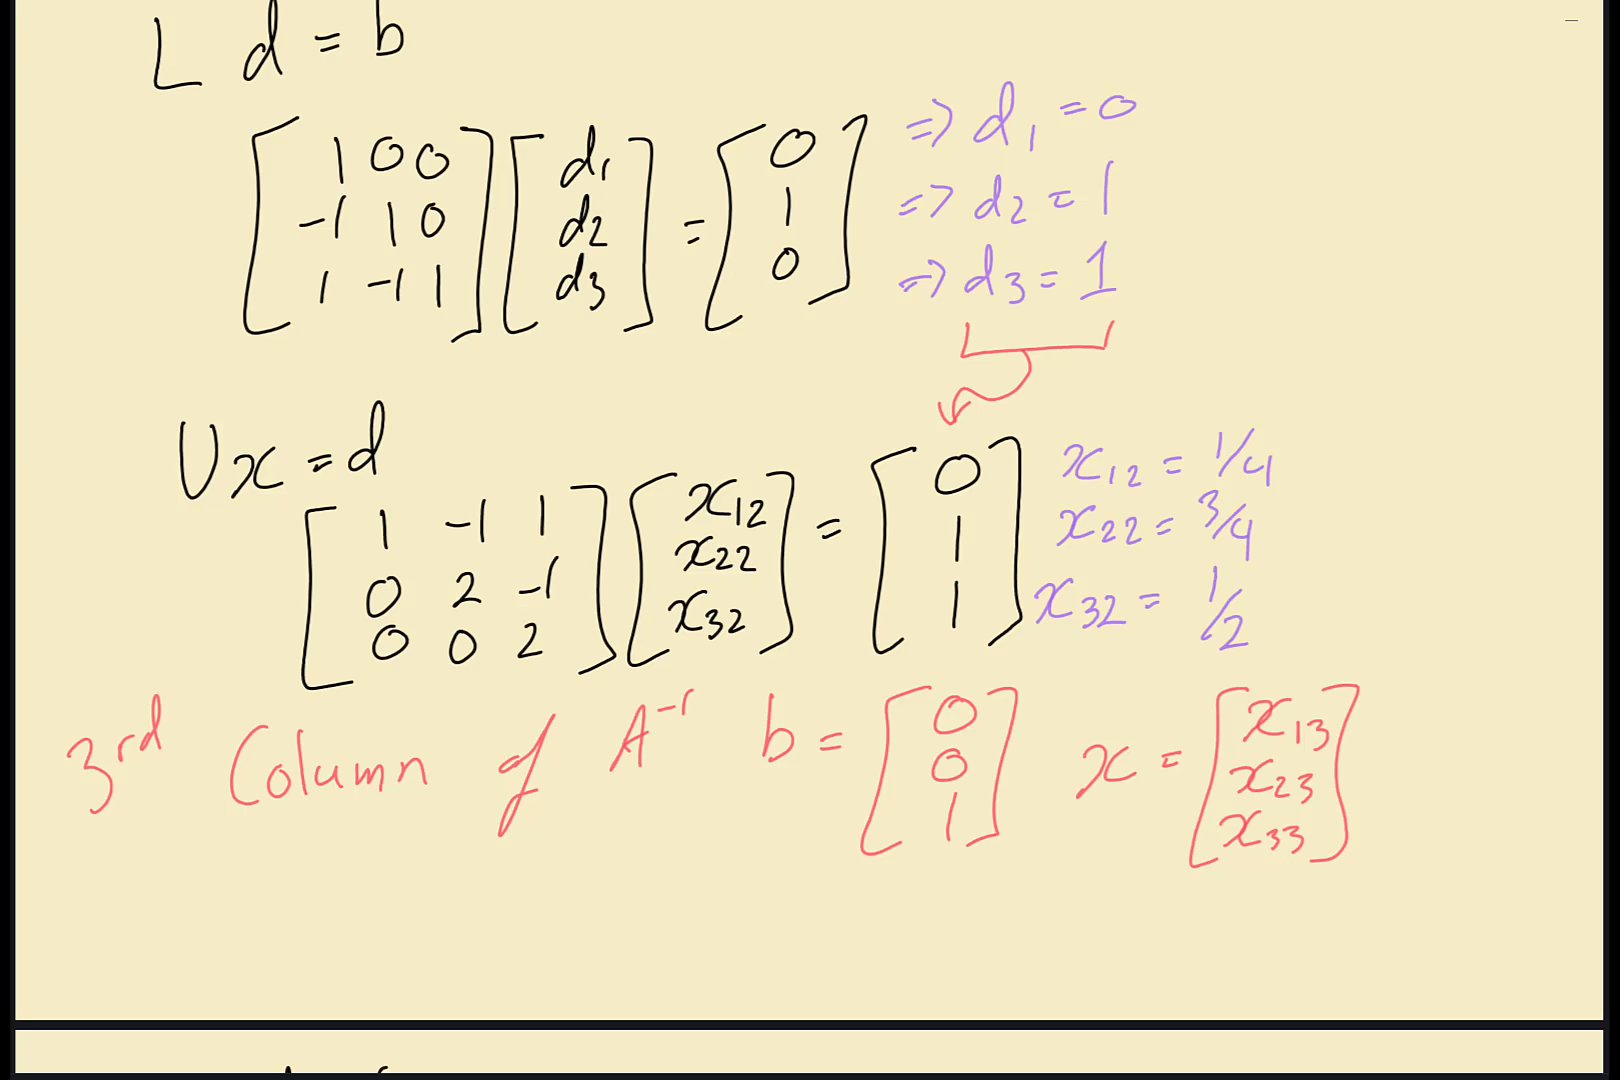 L d = b
[1 0 0; -1 1 0; 1 -1 1] [d1; d2; d3] = [0; 1; 0]
=> d1 = 0
=> d2 = 1
=> d3 = 1
Ux = d
[1 -1 1; 0 2 -1; 0 0 2] [x12; x22; x32] = [0; 1; 1]
x12 = 1/4
x22 = 3/4
x32 = 1/2
3rd Column of A⁻¹ b = [0; 0; 1] x = [x13; x23; x33]